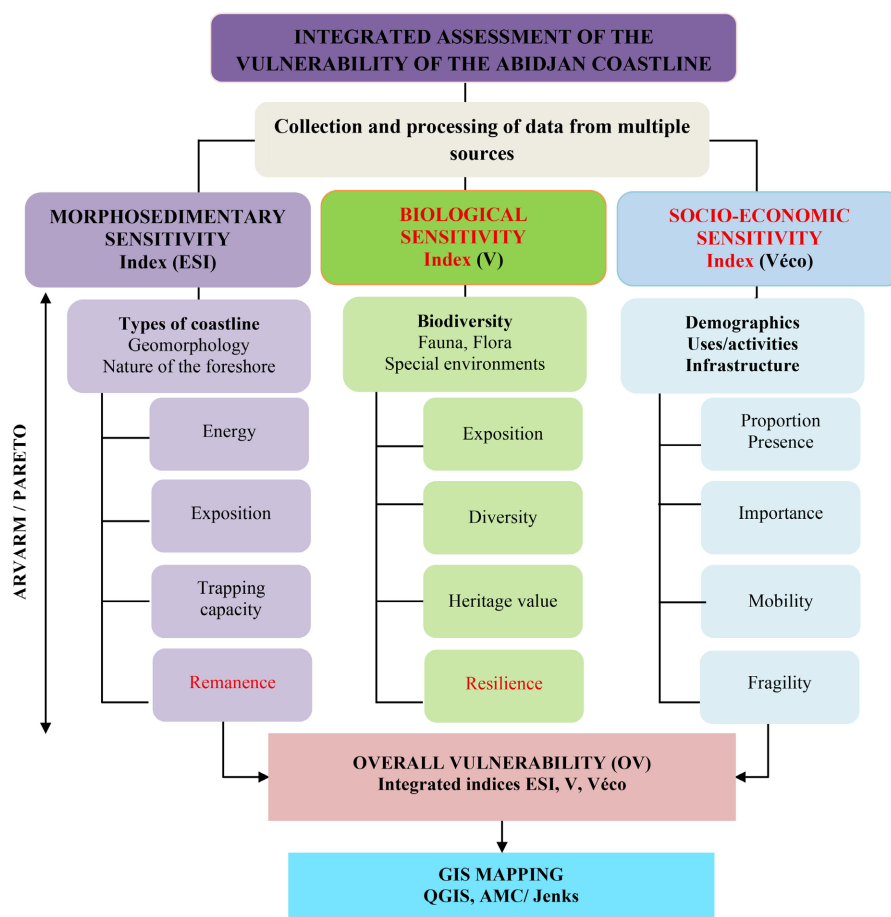 INTEGRATED ASSESSMENT OF THE
VULNERABILITY OF THE ABIDJAN COASTLINE
Collection and processing of data from multiple
sources
MORPHOSEDIMENTARY
SENSITIVITY
Index (ESI)
BIOLOGICAL
SENSITIVITY
Index (V)
SOCIO-ECONOMIC
SENSITIVITY
Index (Véco)
ARVARM / PARETO
Types of coastline
Geomorphology
Nature of the foreshore
Energy
Exposition
Trapping
capacity
Remanence
Biodiversity
Fauna, Flora
Special environments
Exposition
Diversity
Heritage value
Resilience
Demographics
Uses/activities
Infrastructure
Proportion
Presence
Importance
Mobility
Fragility
OVERALL VULNERABILITY (OV)
Integrated indices ESI, V, Véco
GIS MAPPING
QGIS, AMC/ Jenks